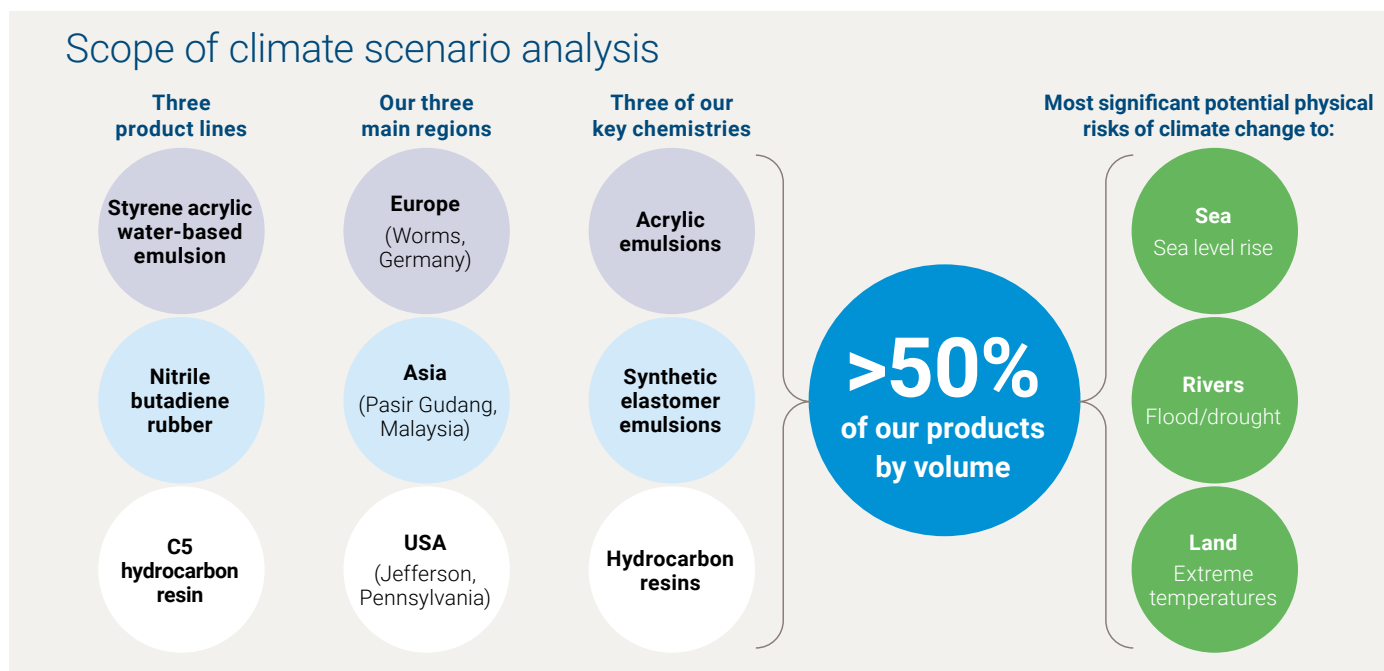 Scope of climate scenario analysis
Three
product lines
Styrene acrylic
water-based
emulsion
Nitrile
butadiene
rubber
C5
hydrocarbon
resin
Our three
main regions
Europe
(Worms,
Germany)
Asia
(Pasir Gudang,
Malaysia)
USA
(Jefferson,
Pennsylvania)
Three of our
key chemistries
Acrylic
emulsions
Synthetic
elastomer
emulsions
Hydrocarbon
resins
>50%
of our products
by volume
Most significant potential physical
risks of climate change to:
Sea
Sea level rise
Rivers
Flood/drought
Land
Extreme
temperatures